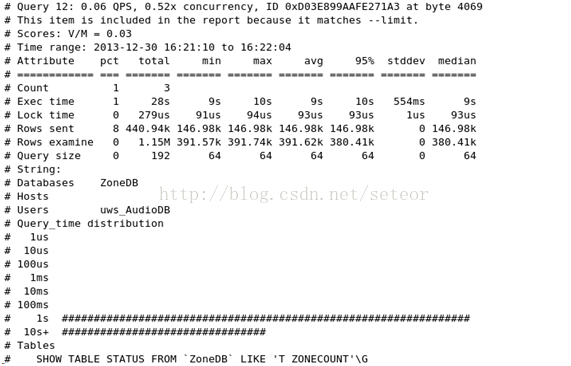 # Query 12: 0.06 QPS, 0.52x concurrency, ID 0xD03E899AAFE271A3 at byte 4069
# This item is included in the report because it matches --limit.
# Scores: V/M = 0.03
# Time range: 2013-12-30 16:21:10 to 16:22:04
# Attribute    pct   total     min     max     avg     95%  stddev  median
# ============ === ======= ======= ======= ======= ======= ======= =======
# Count          1       3
# Exec time      1     28s      9s     10s      9s     10s   554ms      9s
# Lock time      0   279us    91us    94us    93us    93us     1us    93us
# Rows sent      8 440.94k 146.98k 146.98k 146.98k 146.98k       0 146.98k
# Rows examine   0   1.15M 391.57k 391.74k 391.62k 380.41k       0 380.41k
# Query size     0     192      64      64      64      64       0      64
# String:
# Databases    ZoneDB
http://blog.csdn.net/seteor
# Hosts
# Users        uws_AudioDB
# Query_time distribution
#   1us
#  10us
# 100us
#   1ms
#  10ms
# 100ms
#    1s  ################################################################
#  10s+  ################################
# Tables
#    SHOW TABLE STATUS FROM `ZoneDB` LIKE 'T ZONECOUNT'\G